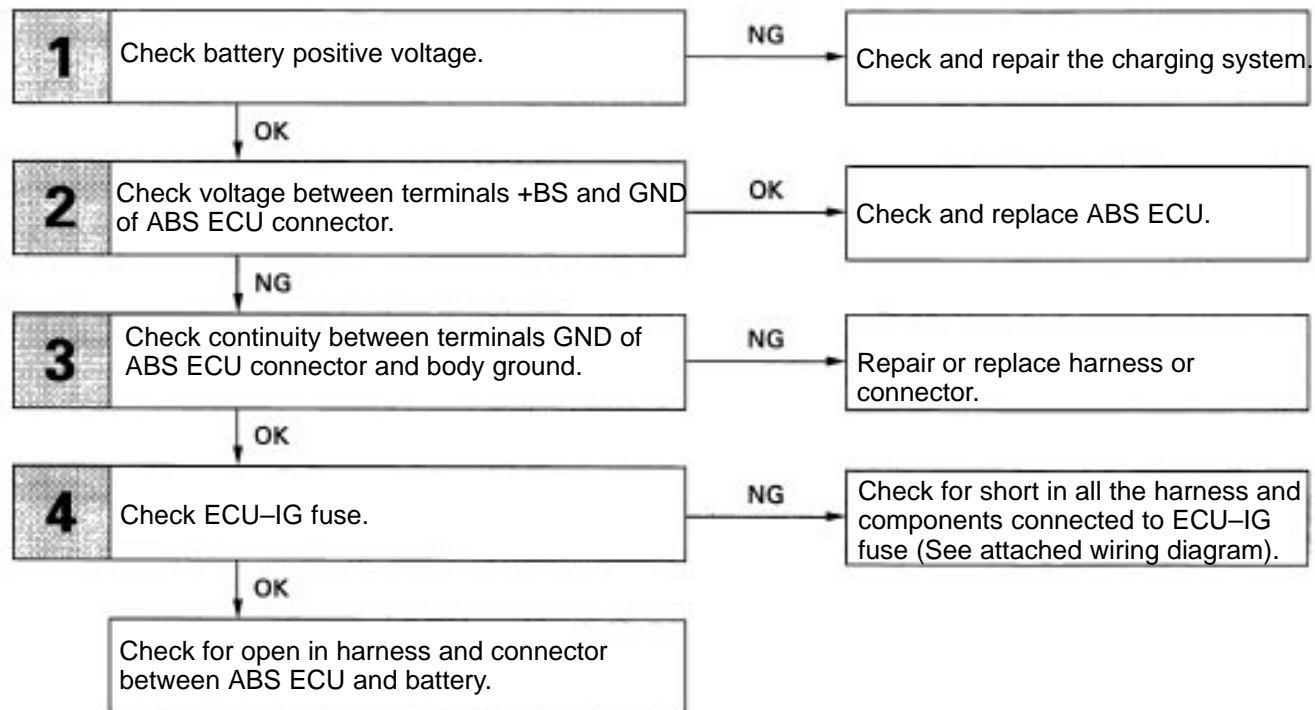 1
Check battery positive voltage.
NG
Check and repair the charging system.
OK
2
Check voltage between terminals +BS and GND
of ABS ECU connector.
OK
Check and replace ABS ECU.
NG
3
Check continuity between terminals GND of
ABS ECU connector and body ground.
NG
Repair or replace harness or
connector.
OK
4
Check ECU–IG fuse.
NG
Check for short in all the harness and
components connected to ECU–IG
fuse (See attached wiring diagram).
OK
Check for open in harness and connector
between ABS ECU and battery.